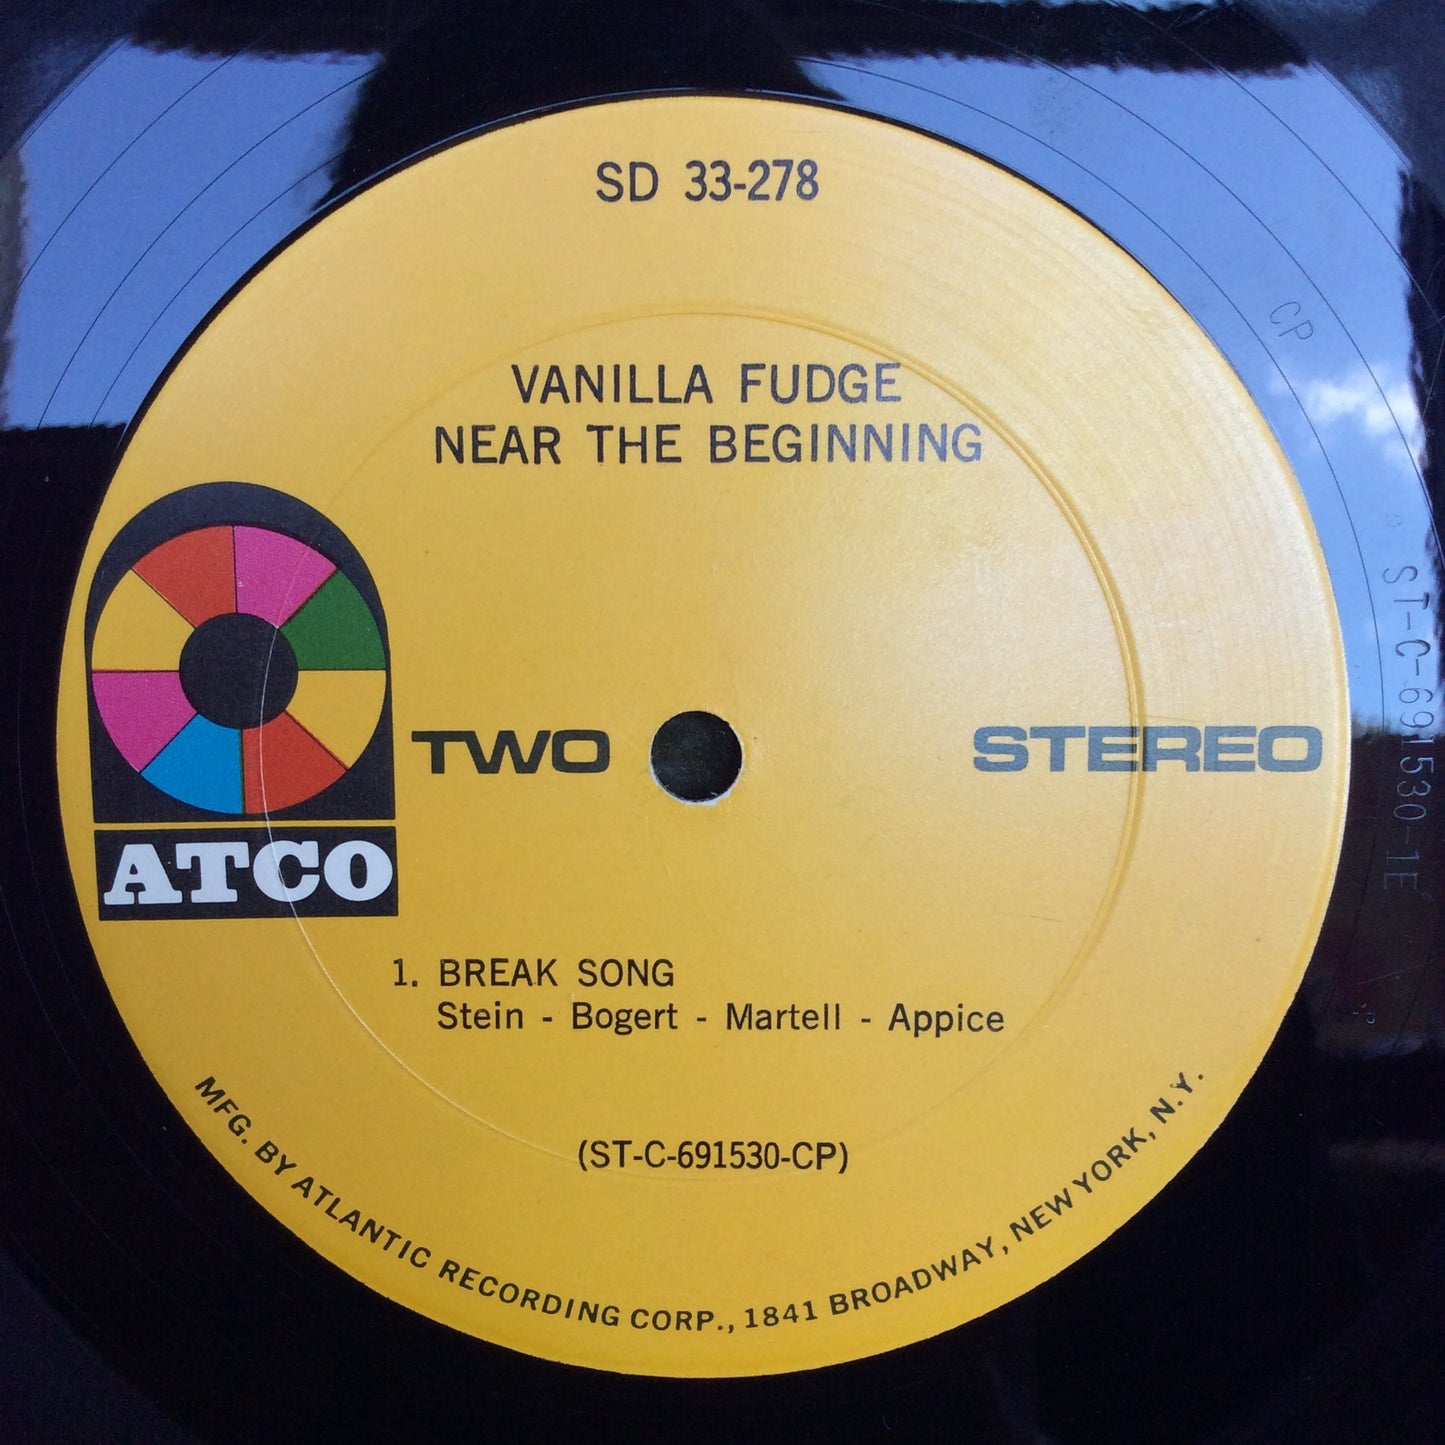 SD 33-278
VANILLA FUDGE
NEAR THE BEGINNING
TWO
STEREO
ATCO
1. BREAK SONG
Stein - Bogert - Martell - Appice
(ST-C-691530-CP)
MFG. BY ATLANTIC RECORDING CORP., 1841 BROADWAY, NEW YORK, N.Y.
CP
ST-C-691530-1E